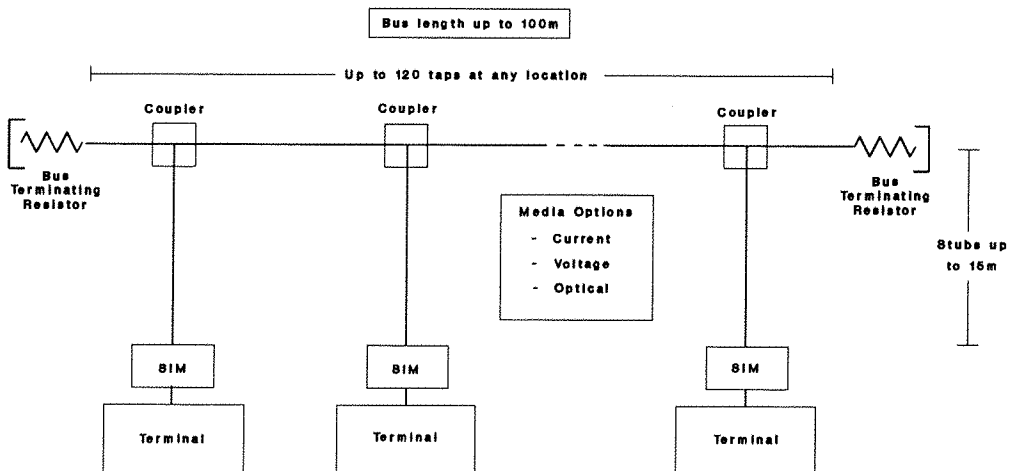 Bus length up to 100m
Up to 120 taps at any location
Coupler
Coupler
Coupler
Bus
Terminating
Resistor
Bus
Terminating
Resistor
Media Options
- Current
- Voltage
- Optical
Stubs up
to 15m
SIM
SIM
SIM
Terminal
Terminal
Terminal